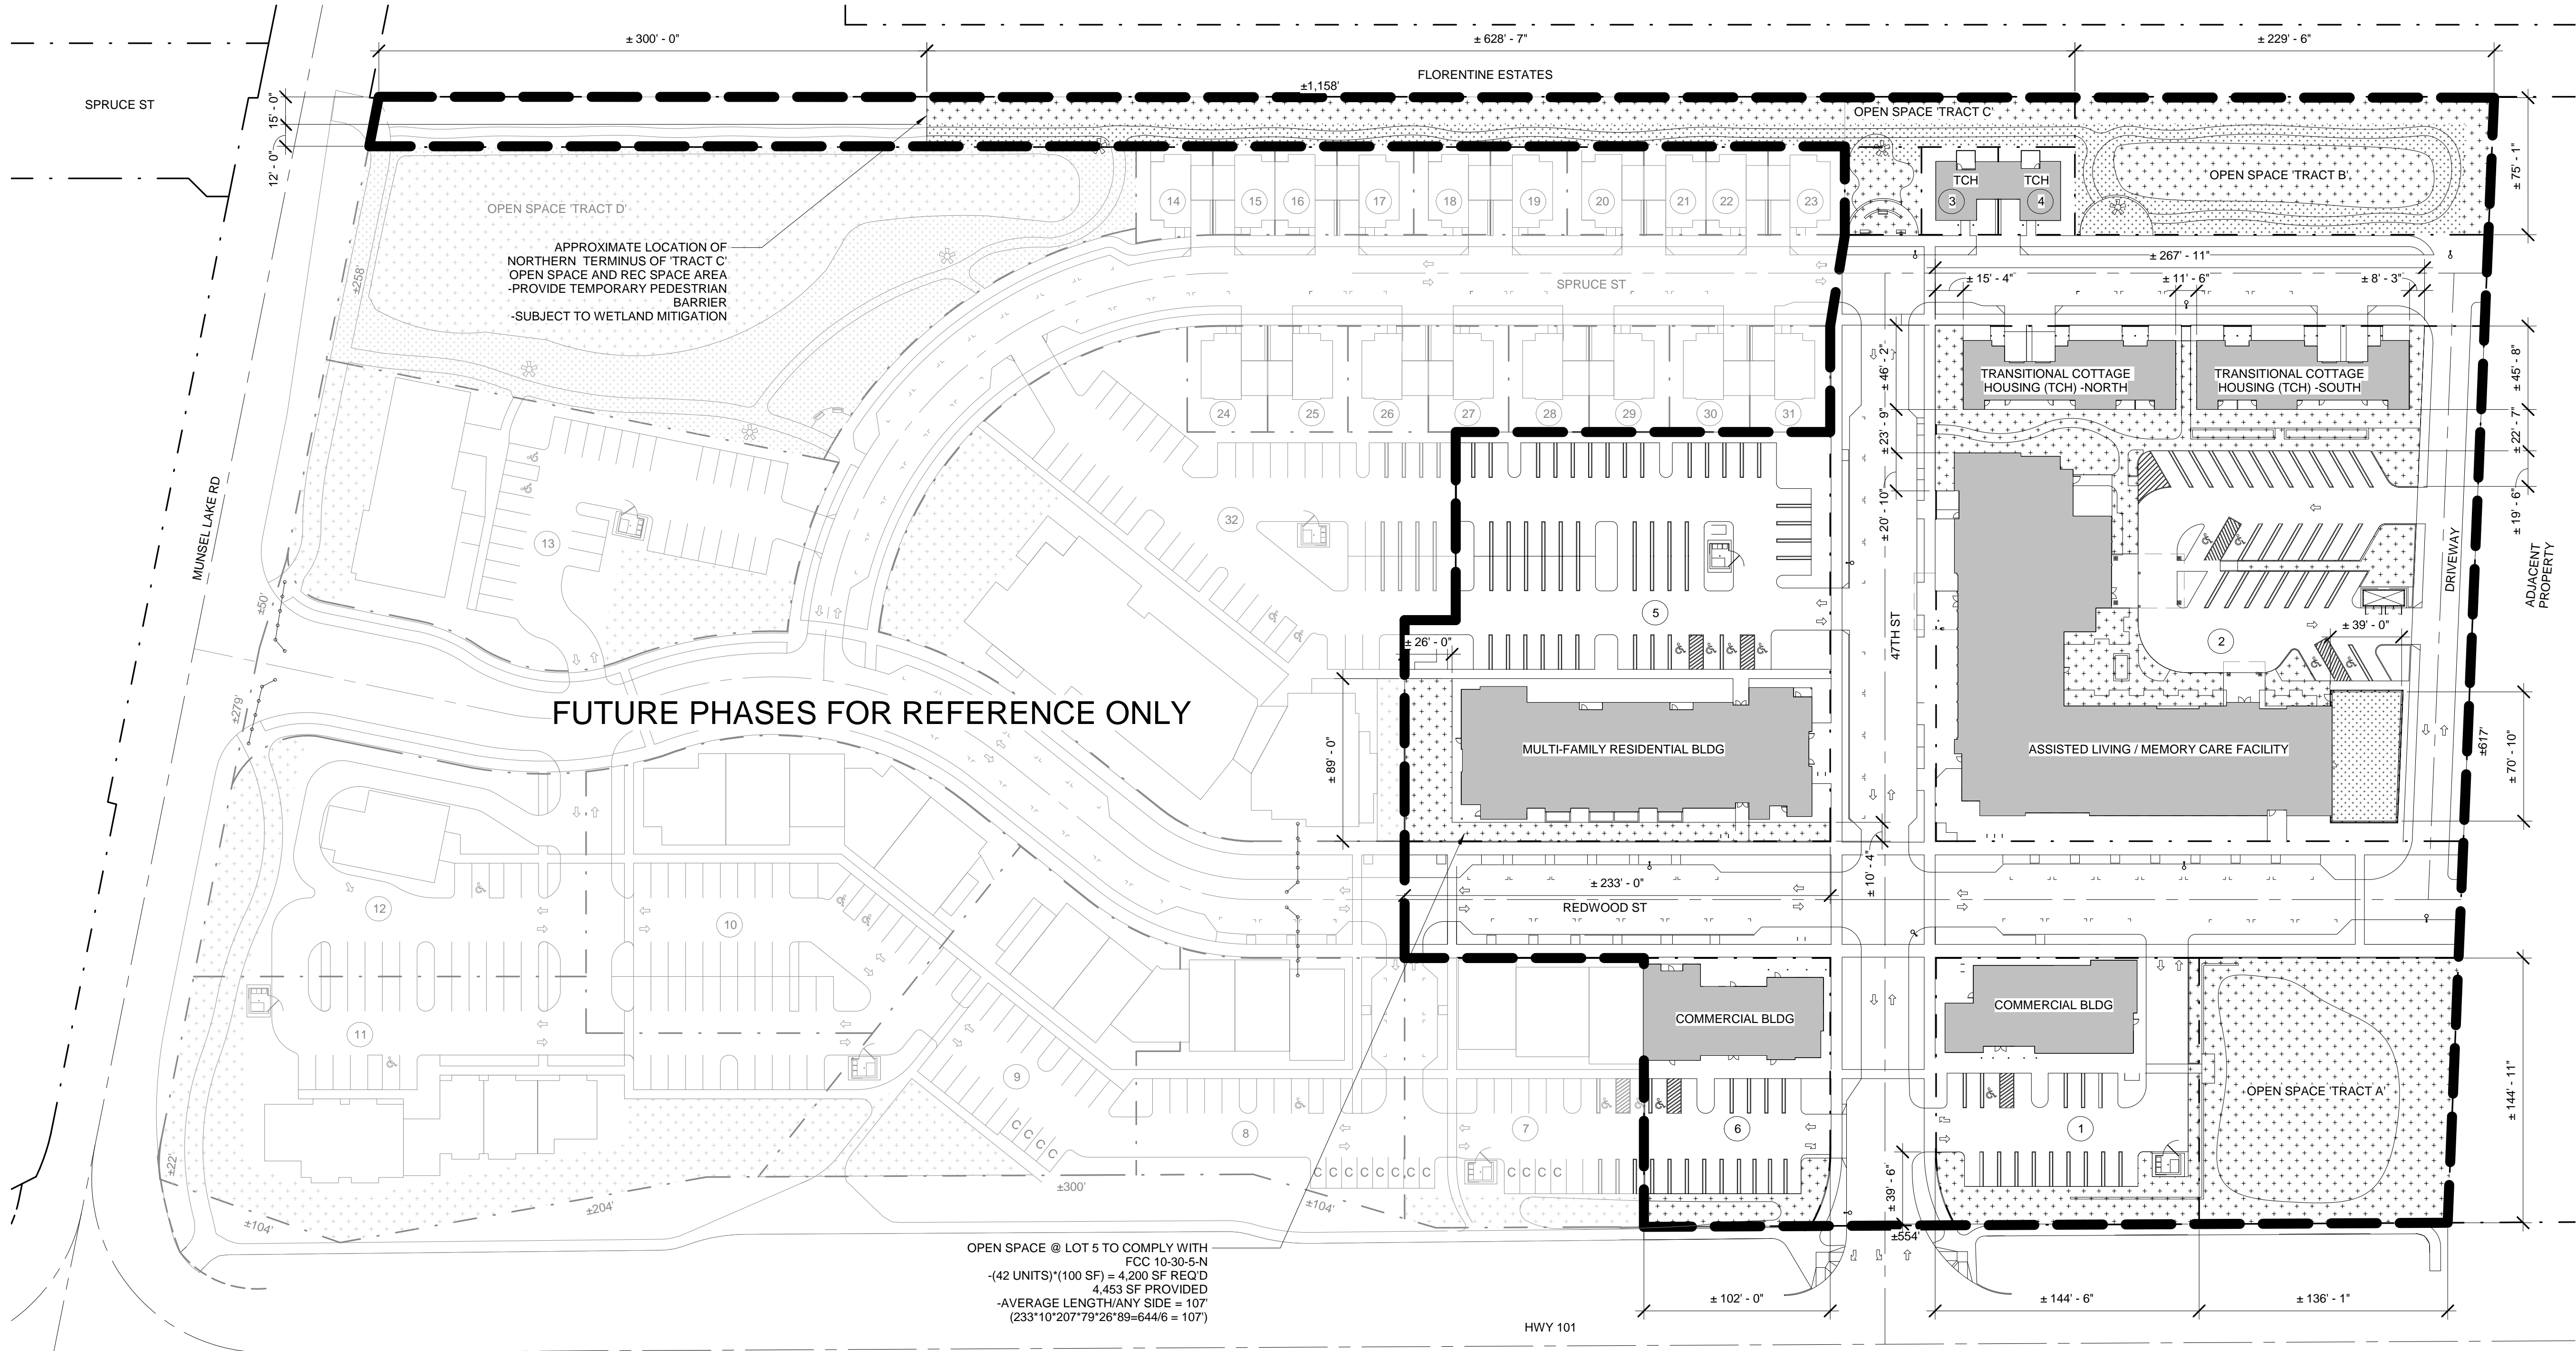 ± 300' - 0"
± 628' - 7"
± 229' - 6"
FLORENTINE ESTATES
±1,158'
SPRUCE ST
15' - 0"
12' - 0"
OPEN SPACE 'TRACT C'
OPEN SPACE 'TRACT B'
± 75' - 1"
TCH
TCH
3
4
OPEN SPACE 'TRACT D'
14
15
16
17
18
19
20
21
22
23
APPROXIMATE LOCATION OF
NORTHERN TERMINUS OF 'TRACT C'
OPEN SPACE AND REC SPACE AREA
-PROVIDE TEMPORARY PEDESTRIAN
BARRIER
-SUBJECT TO WETLAND MITIGATION
±258'
SPRUCE ST
± 267' - 11"
± 15' - 4"
± 11' - 6"
± 8' - 3"
± 46' - 2"
± 45' - 8"
TRANSITIONAL COTTAGE
HOUSING (TCH) -NORTH
TRANSITIONAL COTTAGE
HOUSING (TCH) -SOUTH
24
25
26
27
28
29
30
31
± 23' - 9"
± 22' - 7"
± 20' - 10"
± 19' - 6"
MUNSEL LAKE RD
13
32
5
2
47TH ST
DRIVEWAY
ADJACENT
PROPERTY
±50'
± 26' - 0"
± 39' - 0"
±279'
FUTURE PHASES FOR REFERENCE ONLY
± 89' - 0"
MULTI-FAMILY RESIDENTIAL BLDG
ASSISTED LIVING / MEMORY CARE FACILITY
±617'
± 70' - 10"
± 10' - 4"
± 233' - 0"
REDWOOD ST
12
10
11
9
8
7
6
1
COMMERCIAL BLDG
COMMERCIAL BLDG
OPEN SPACE 'TRACT A'
± 144' - 11"
C C C C
C C C C C C C C
C C C C
±22'
±104'
±204'
±300'
±104'
± 39' - 6"
±554'
OPEN SPACE @ LOT 5 TO COMPLY WITH
FCC 10-30-5-N
-(42 UNITS)*(100 SF) = 4,200 SF REQ'D
4,453 SF PROVIDED
-AVERAGE LENGTH/ANY SIDE = 107'
(233*10*207*79*26*89=644/6 = 107')
± 102' - 0"
± 144' - 6"
± 136' - 1"
HWY 101